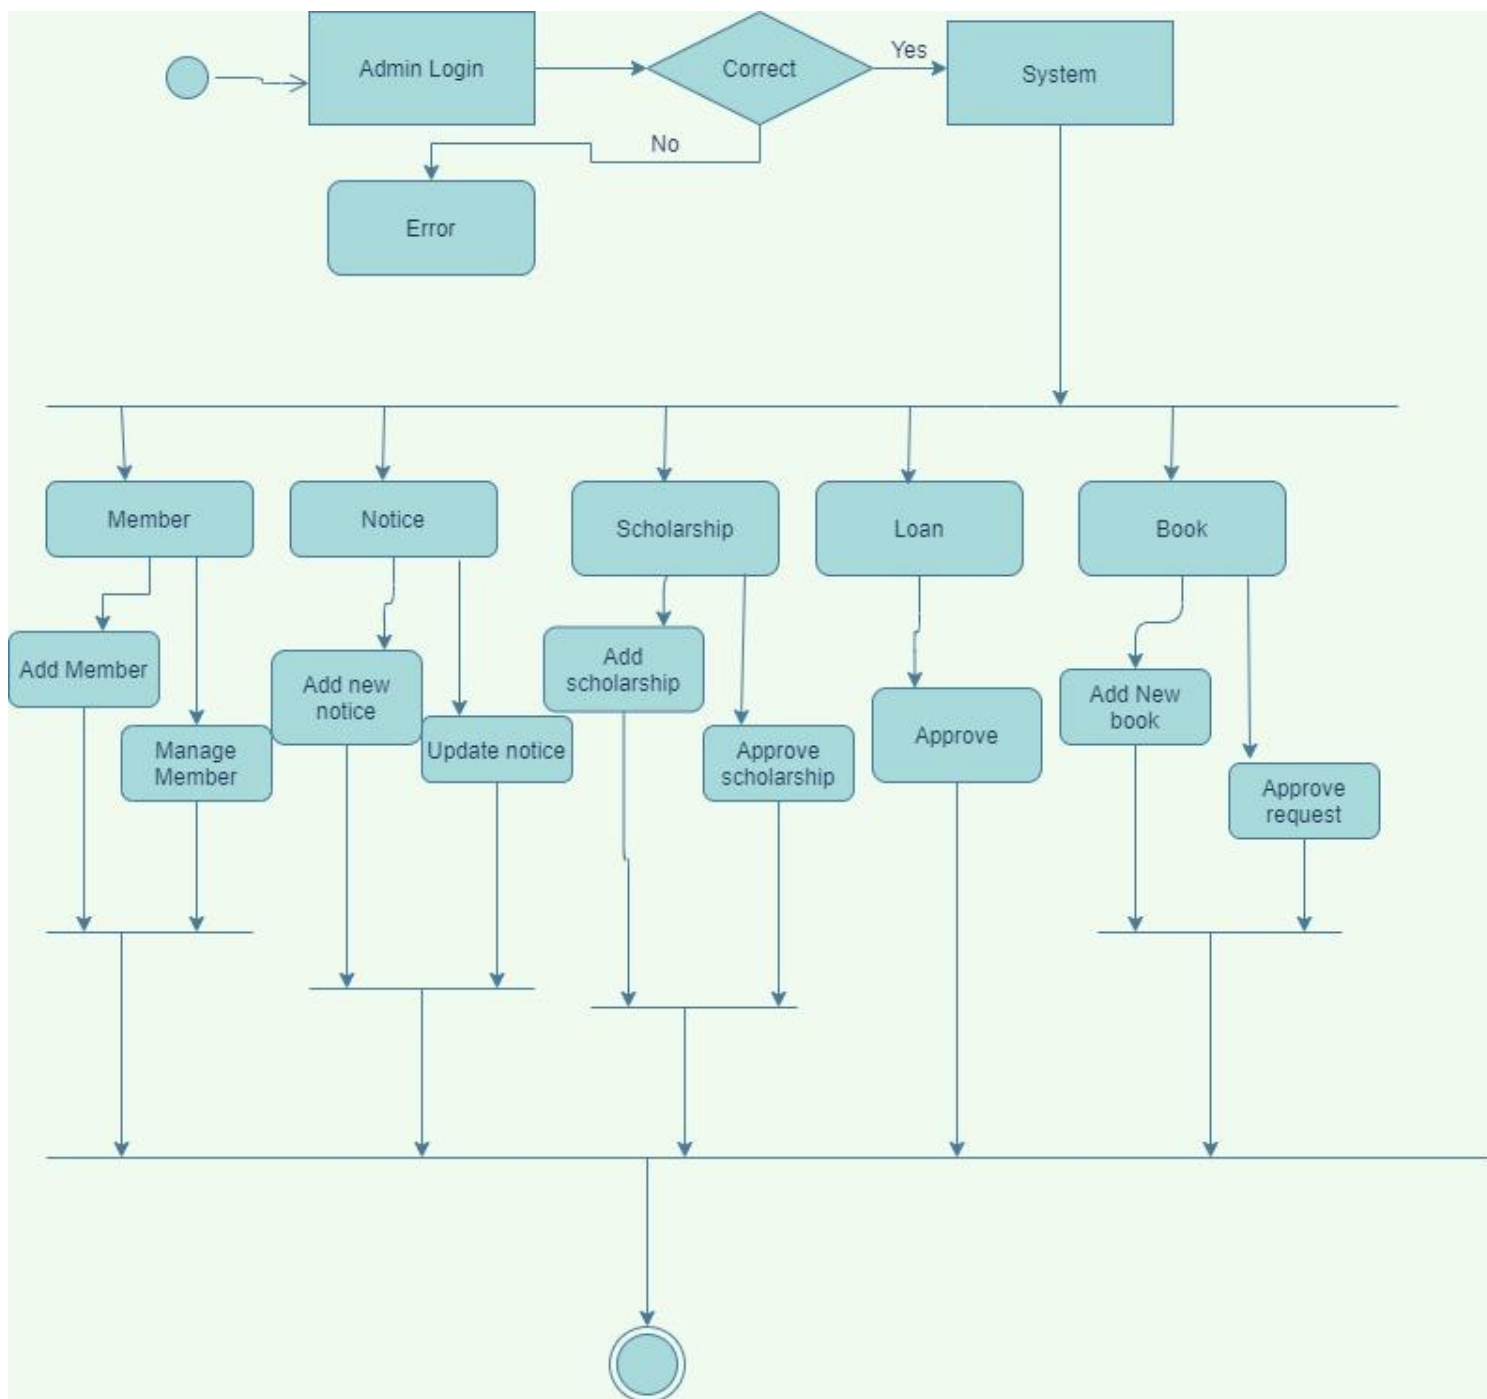 Admin Login
Correct
Yes
System
No
Error
Member
Notice
Scholarship
Loan
Book
Add Member
Manage
Member
Add new
notice
Update notice
Add
scholarship
Approve
scholarship
Approve
Add New
book
Approve
request